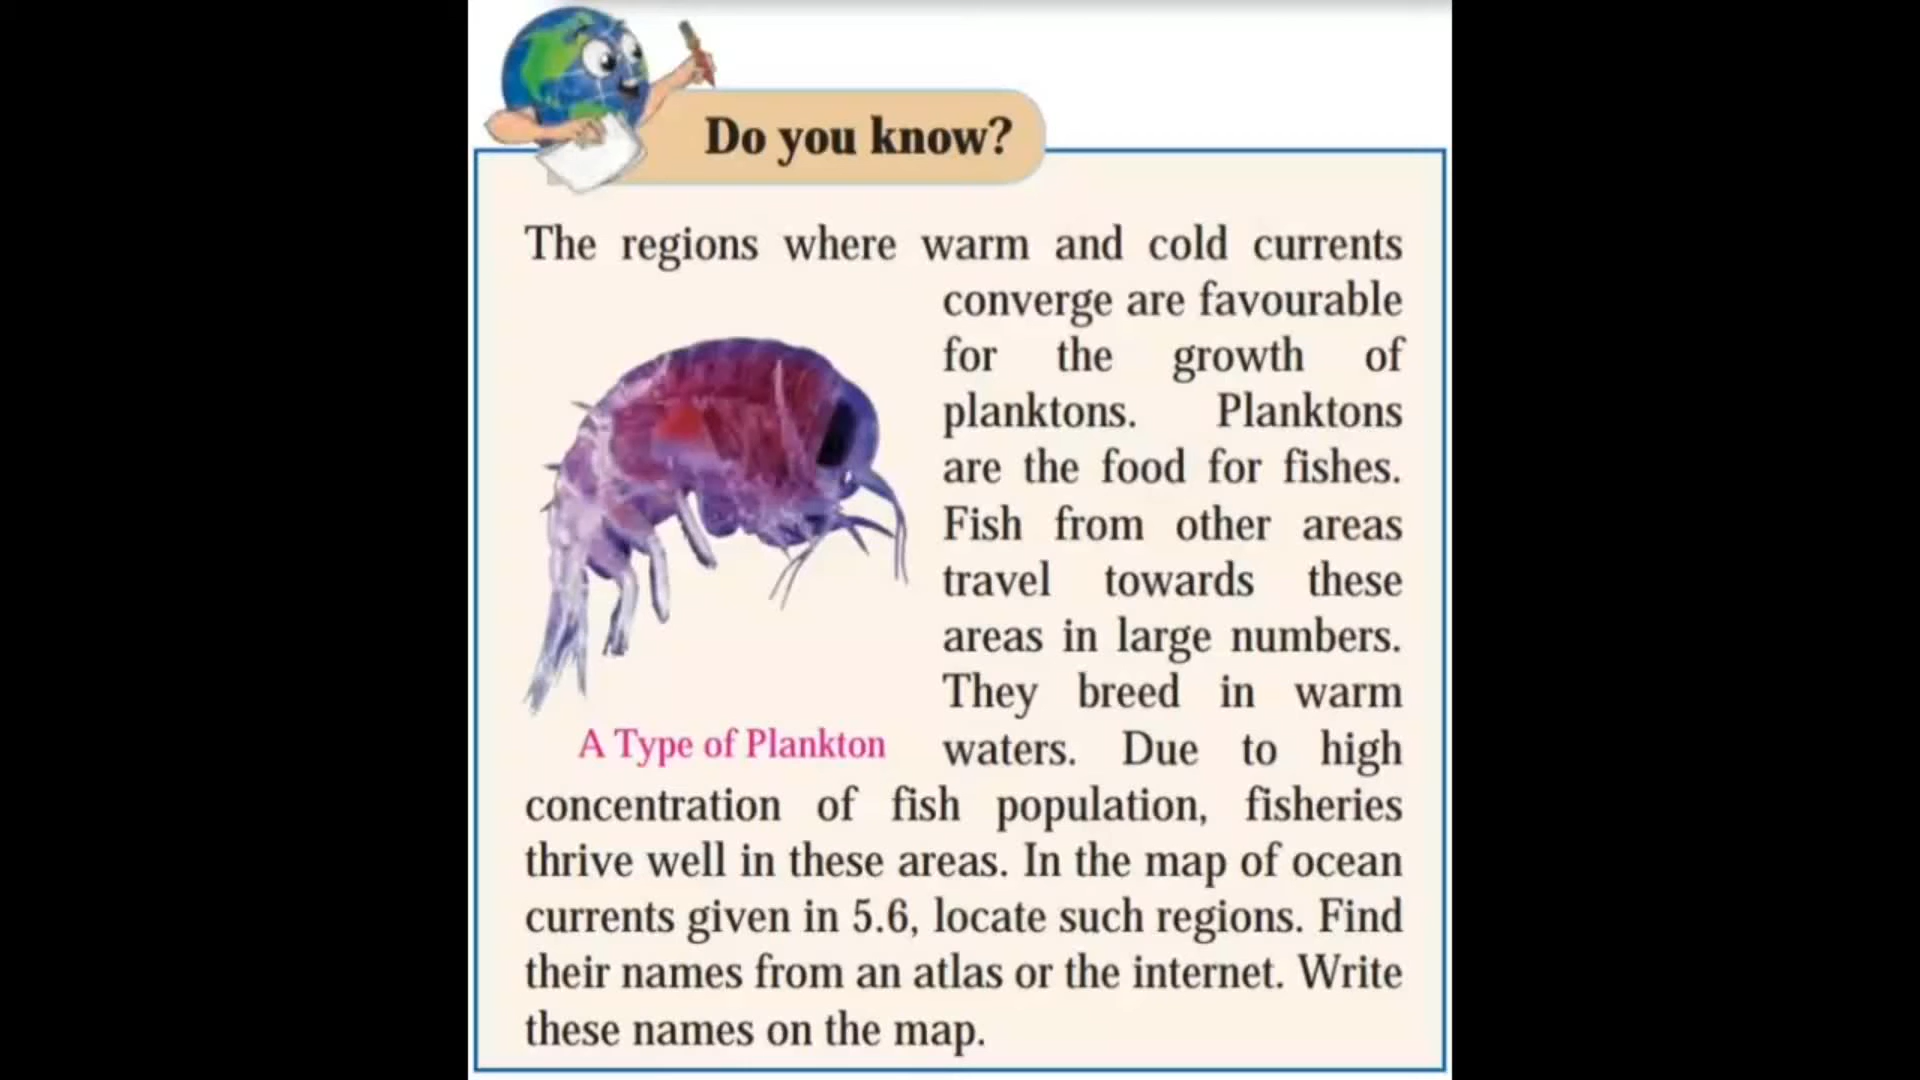 Do you know?
The regions where warm and cold currents
converge are favourable
for the growth of
planktons. Planktons
are the food for fishes.
Fish from other areas
travel towards these
areas in large numbers.
They breed in warm
A Type of Plankton
waters. Due to high
concentration of fish population, fisheries
thrive well in these areas. In the map of ocean
currents given in 5.6, locate such regions. Find
their names from an atlas or the internet. Write
these names on the map.